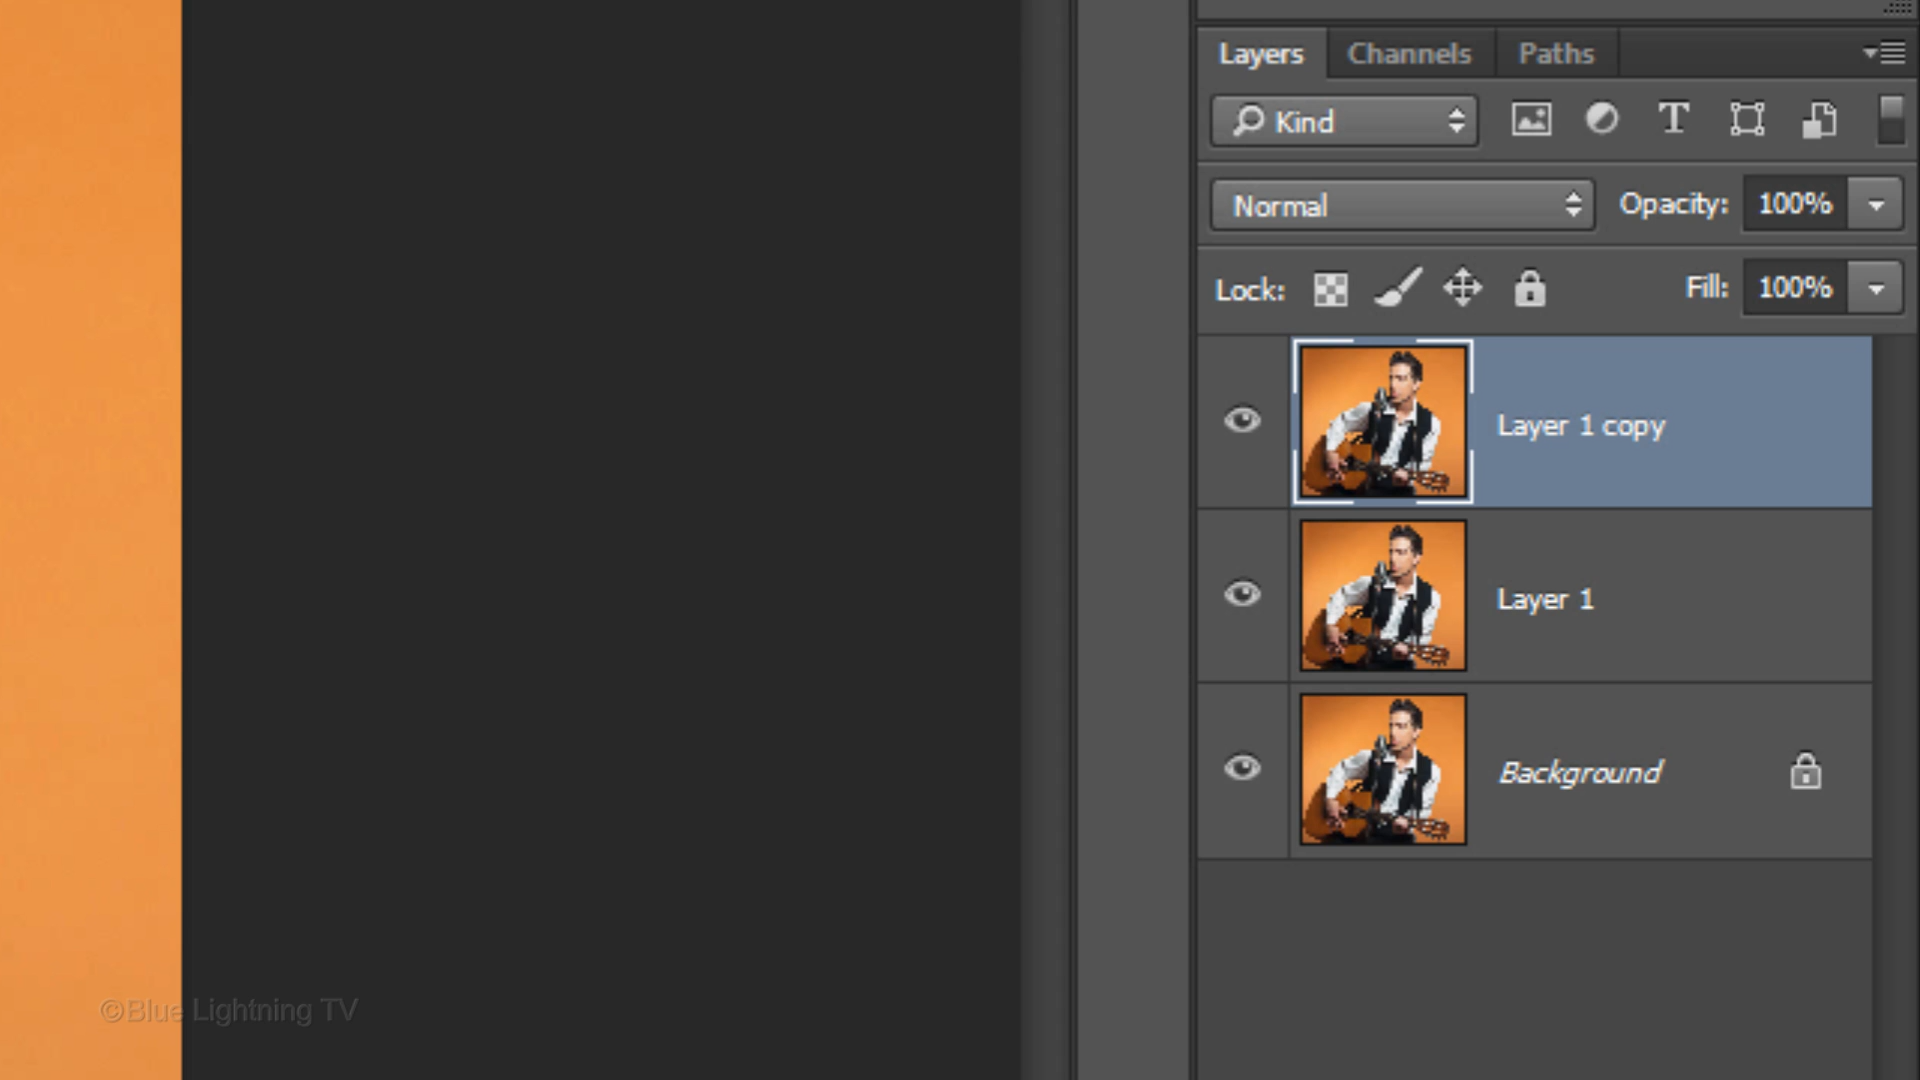 Layers Channels Paths
Kind
Normal Opacity: 100%
Lock: Fill: 100%
Layer 1 copy
Layer 1
Background
©Blue Lightning TV